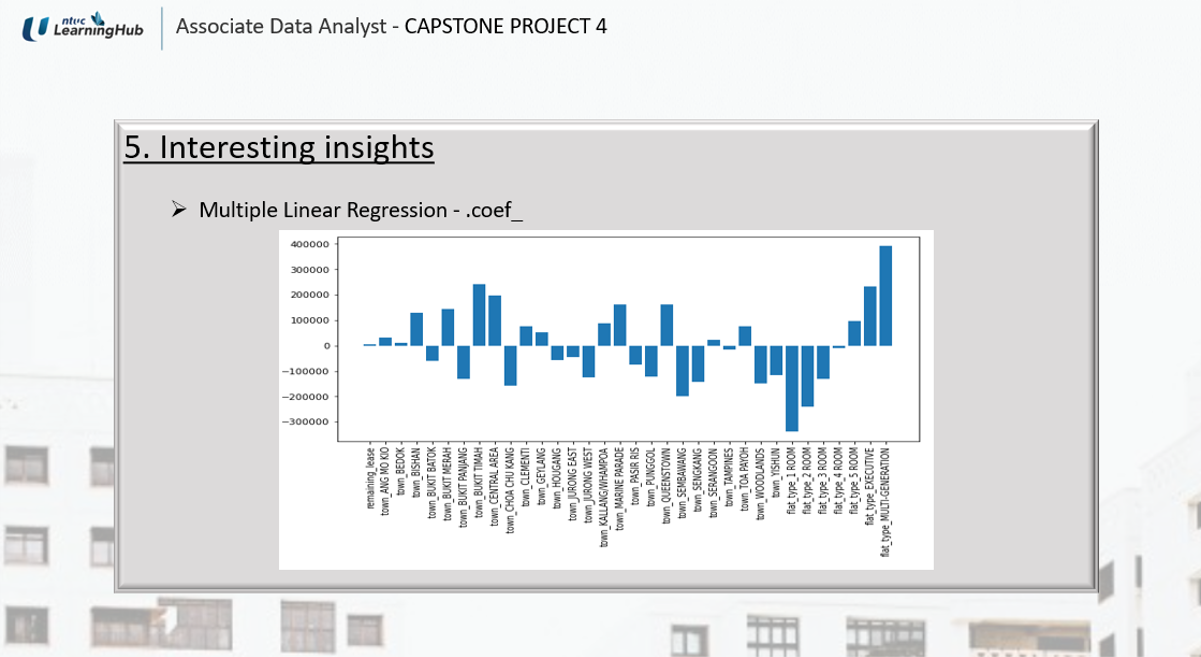 ntuc
LearningHub
Associate Data Analyst - CAPSTONE PROJECT 4
5. Interesting insights
➢ Multiple Linear Regression - .coef_
400000
300000
200000
100000
0
−100000
−200000
−300000
remaining_lease
town_ANG MO KIO
town_BEDOK
town_BISHAN
town_BUKIT BATOK
town_BUKIT MERAH
town_BUKIT PANJANG
town_BUKIT TIMAH
town_CENTRAL AREA
town_CHOA CHU KANG
town_CLEMENTI
town_GEYLANG
town_HOUGANG
town_JURONG EAST
town_JURONG WEST
town_KALLANG/WHAMPOA
town_MARINE PARADE
town_PASIR RIS
town_PUNGGOL
town_QUEENSTOWN
town_SEMBAWANG
town_SENGKANG
town_SERANGOON
town_TAMPINES
town_TOA PAYOH
town_WOODLANDS
town_YISHUN
flat_type_1 ROOM
flat_type_2 ROOM
flat_type_3 ROOM
flat_type_4 ROOM
flat_type_5 ROOM
flat_type_EXECUTIVE
flat_type_MULTI-GENERATION